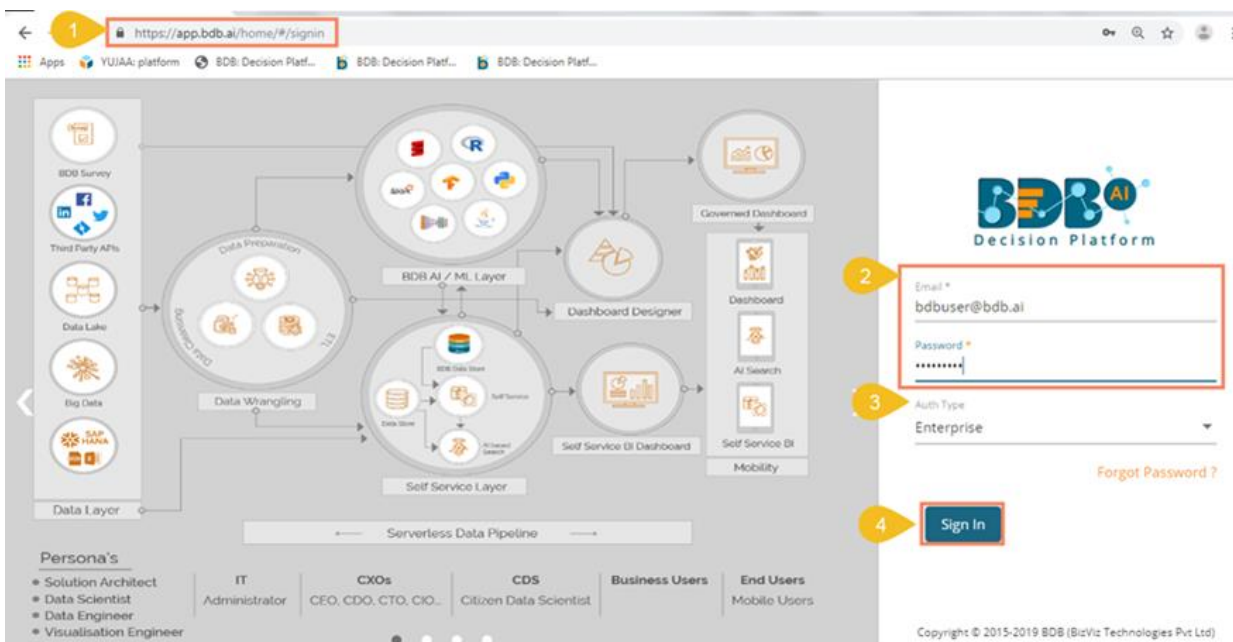 1
https://app.bdb.ai/home/#/signin
Apps YUJAA: platform BDB: Decision Platf... BDB: Decision Platf... BDB: Decision Platf...
BDB Survey
Third Party APIs
Data Lake
Big Data
SAP HANA
Data Layer
Data Preparation
Data Cleansing
ETL
Data Wrangling
R
BDB AI / ML Layer
BDB Data Store
Data Store
Self Service
AI based Search
Self Service Layer
Dashboard Designer
Self Service BI Dashboard
Governed Dashboard
Dashboard
AI Search
Self Service BI
Mobility
Serverless Data Pipeline
Persona's
Solution Architect
Data Scientist
Data Engineer
Visualisation Engineer
IT
Administrator
CXOs
CEO, CDO, CTO, CIO...
CDS
Citizen Data Scientist
Business Users
End Users
Mobile Users
BDB AI
Decision Platform
2
Email *
bdbuser@bdb.ai
Password *
3
Auth Type
Enterprise
Forgot Password ?
4
Sign In
Copyright © 2015-2019 BDB (BizViz Technologies Pvt Ltd)